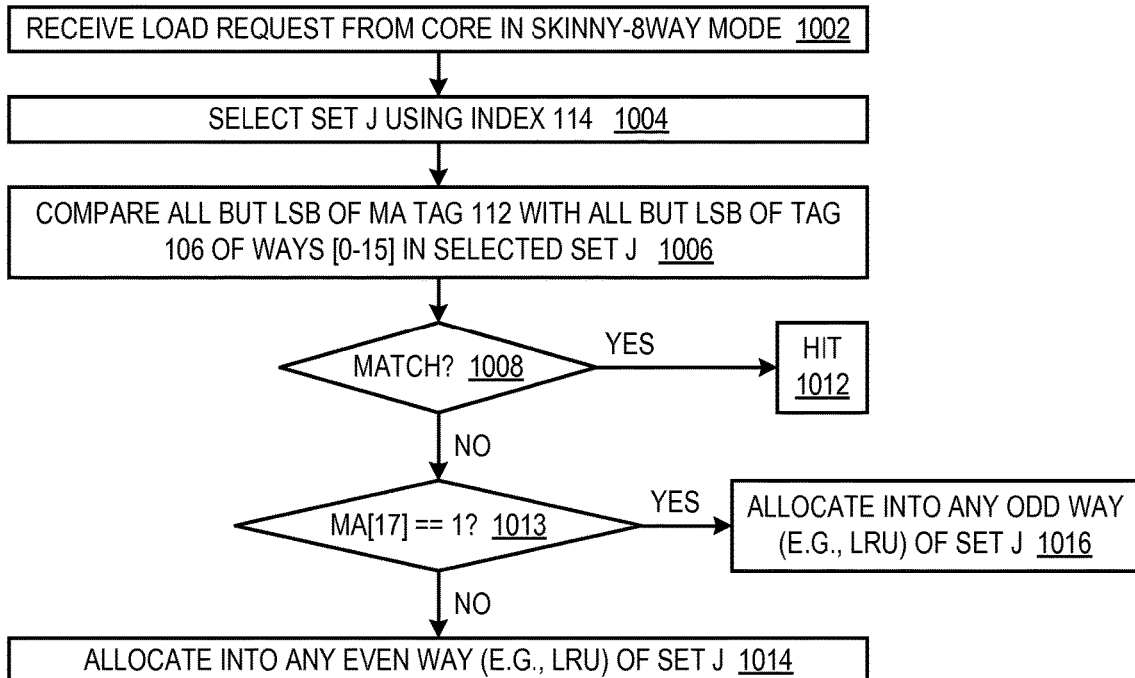 RECEIVE LOAD REQUEST FROM CORE IN SKINNY-8WAY MODE 1002
SELECT SET J USING INDEX 114 1004
COMPARE ALL BUT LSB OF MA TAG 112 WITH ALL BUT LSB OF TAG
106 OF WAYS [0-15] IN SELECTED SET J 1006
MATCH? 1008
YES
HIT
1012
NO
MA[17] == 1? 1013
YES
ALLOCATE INTO ANY ODD WAY
(E.G., LRU) OF SET J 1016
NO
ALLOCATE INTO ANY EVEN WAY (E.G., LRU) OF SET J 1014